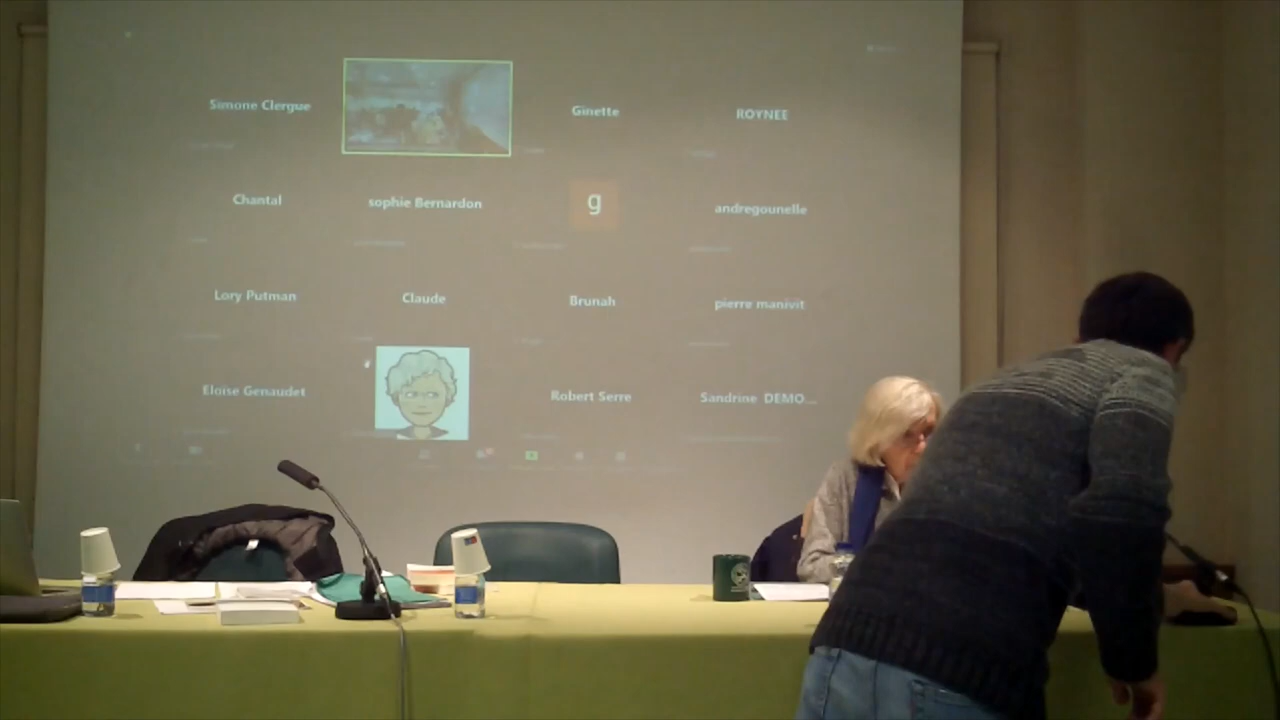 Simone Clergue
Ginette
ROYNEE
Chantal
sophie Bernardon
g
andregounelle
Lory Putman
Claude
Brunah
pierre manivit
Eloïse Genaudet
Robert Serre
Sandrine DEMO...